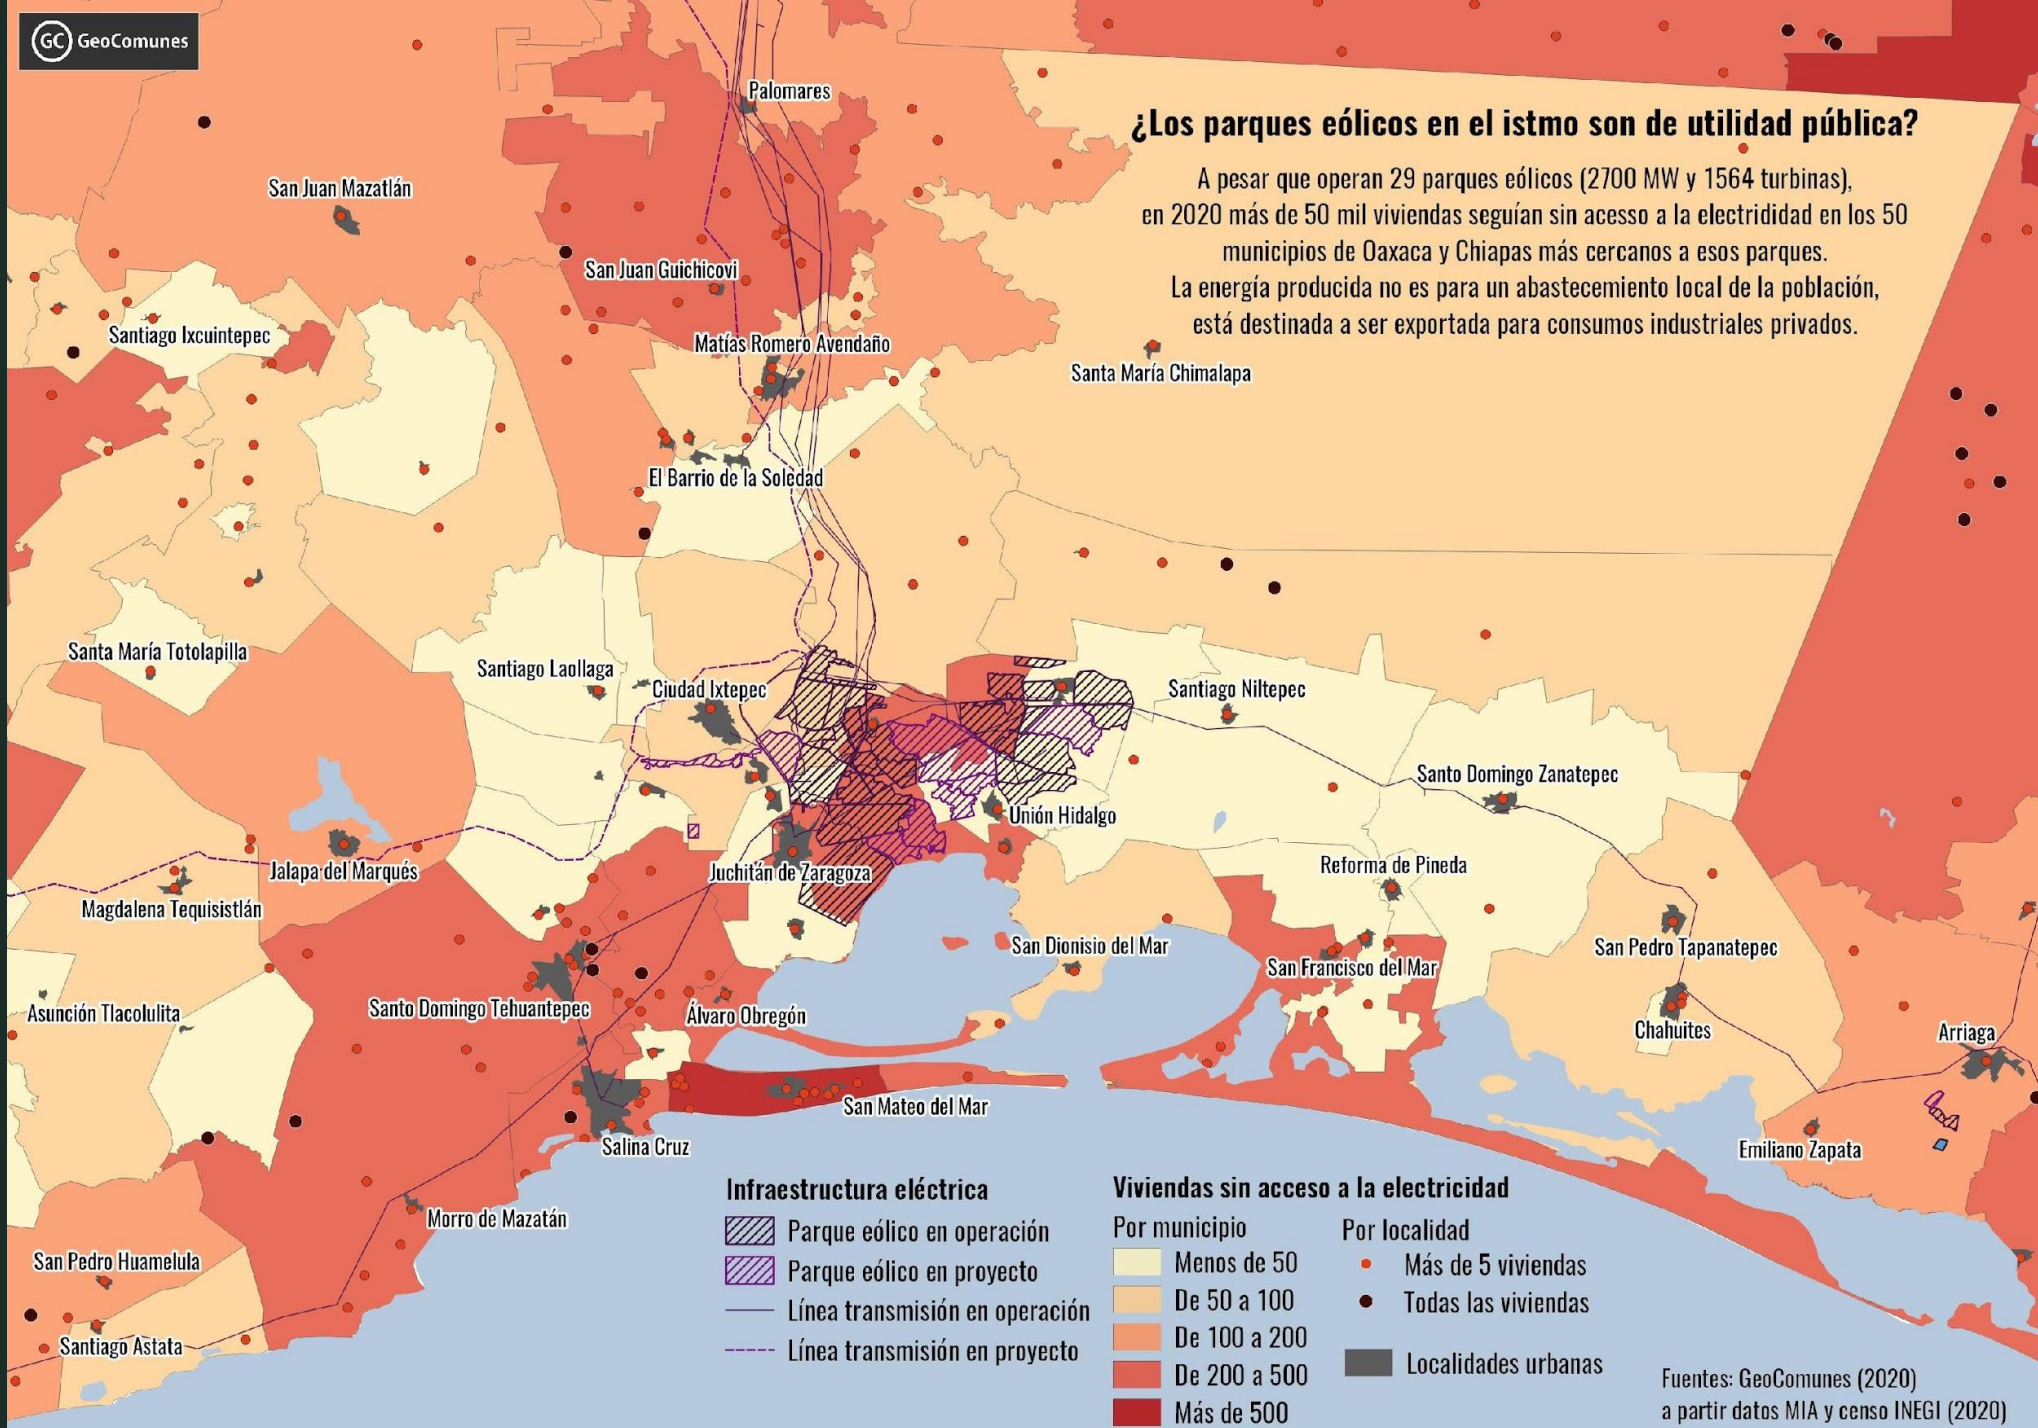 GC GeoComunes
Palomares
¿Los parques eólicos en el istmo son de utilidad pública?
A pesar que operan 29 parques eólicos (2700 MW y 1564 turbinas),
en 2020 más de 50 mil viviendas seguían sin acesso a la electrididad en los 50
municipios de Oaxaca y Chiapas más cercanos a esos parques.
La energía producida no es para un abastecemiento local de la población,
está destinada a ser exportada para consumos industriales privados.
San Juan Mazatlán
San Juan Guichicovi
Santiago Ixcuintepec
Matías Romero Avendaño
Santa María Chimalapa
El Barrio de la Soledad
Santa María Totolapilla
Santiago Laollaga
Ciudad Ixtepec
Santiago Niltepec
Santo Domingo Zanatepec
Unión Hidalgo
Jalapa del Marqués
Juchitán de Zaragoza
Reforma de Pineda
Magdalena Tequisistlán
San Dionisio del Mar
San Francisco del Mar
San Pedro Tapanatepec
Asunción Tlacolulita
Santo Domingo Tehuantepec
Álvaro Obregón
Chahuites
Arriaga
San Mateo del Mar
Salina Cruz
Emiliano Zapata
Morro de Mazatán
San Pedro Huamelula
Santiago Astata
Infraestructura eléctrica
Parque eólico en operación
Parque eólico en proyecto
Línea transmisión en operación
Línea transmisión en proyecto
Viviendas sin acceso a la electricidad
Por municipio
Menos de 50
De 50 a 100
De 100 a 200
De 200 a 500
Más de 500
Por localidad
Más de 5 viviendas
Todas las viviendas
Localidades urbanas
Fuentes: GeoComunes (2020)
a partir datos MIA y censo INEGI (2020)